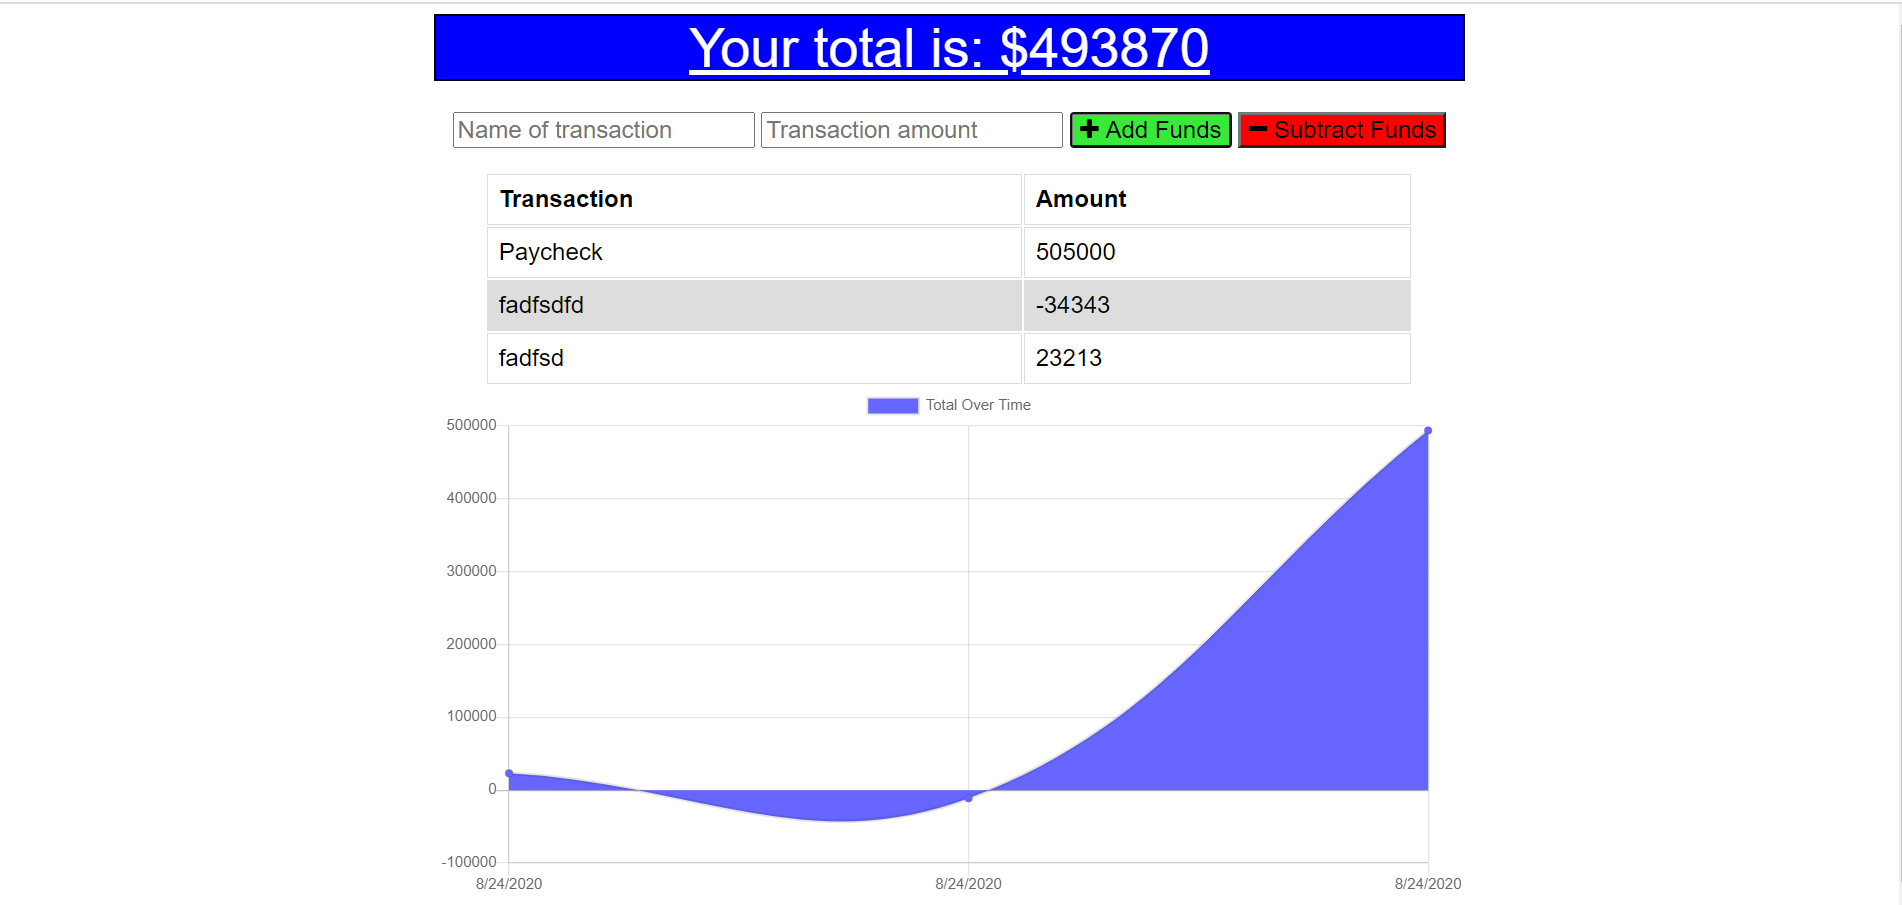 Your total is: $493870
Name of transaction Transaction amount + Add Funds − Subtract Funds
Transaction Amount
Paycheck 505000
fadfsdfd -34343
fadfsd 23213
Total Over Time
500000
400000
300000
200000
100000
0
-100000
8/24/2020 8/24/2020 8/24/2020